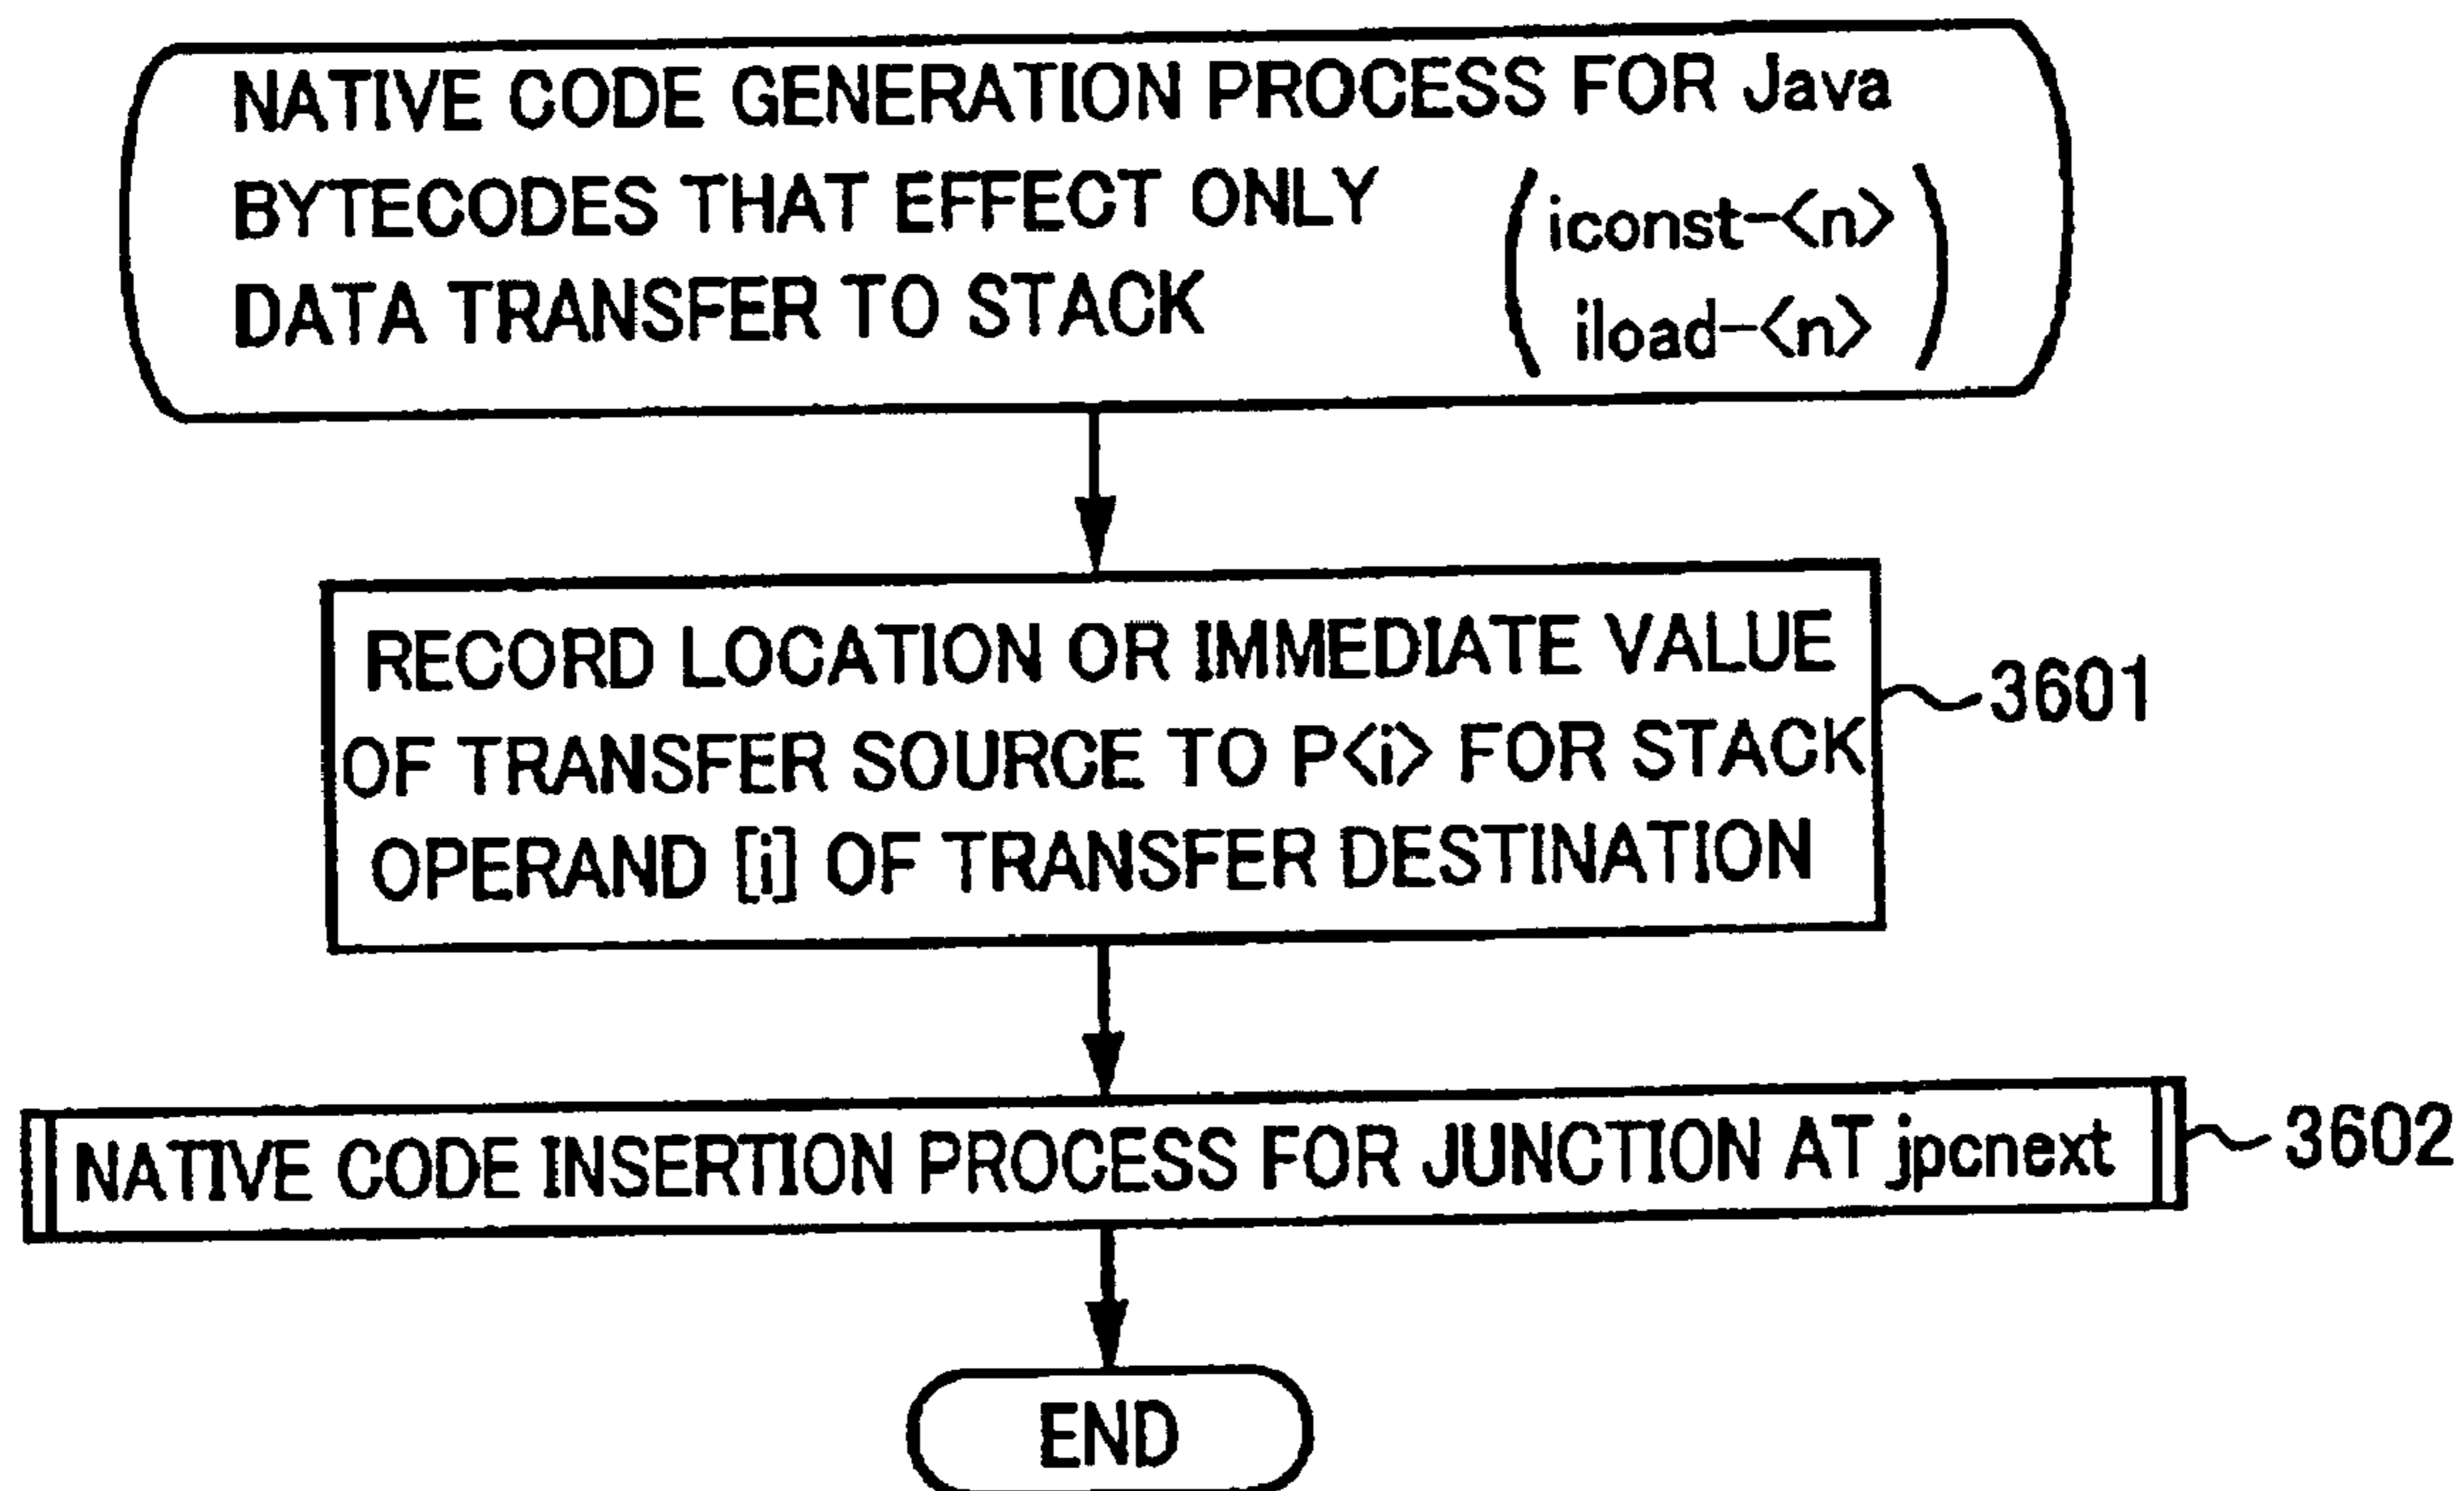 NATIVE CODE GENERATION PROCESS FOR Java
BYTECODES THAT EFFECT ONLY
DATA TRANSFER TO STACK
iconst-<n>
iload-<n>
RECORD LOCATION OR IMMEDIATE VALUE
OF TRANSFER SOURCE TO P<i> FOR STACK
OPERAND [i] OF TRANSFER DESTINATION
3601
NATIVE CODE INSERTION PROCESS FOR JUNCTION AT jpcnext
3602
END